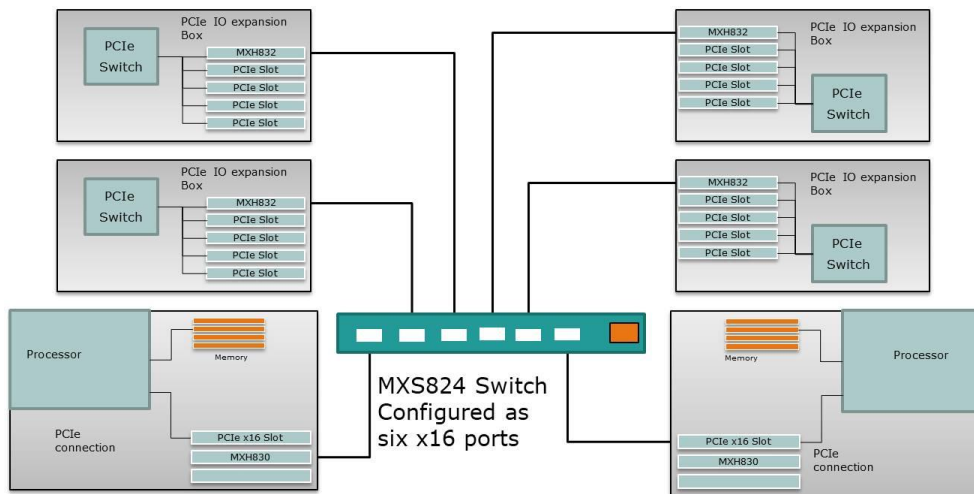 PCIe IO expansion
Box
PCIe
Switch
MXH832
PCIe Slot
PCIe Slot
PCIe Slot
PCIe Slot
PCIe IO expansion
Box
MXH832
PCIe Slot
PCIe Slot
PCIe Slot
PCIe Slot
PCIe
Switch
PCIe IO expansion
Box
PCIe
Switch
MXH832
PCIe Slot
PCIe Slot
PCIe Slot
PCIe Slot
PCIe IO expansion
Box
MXH832
PCIe Slot
PCIe Slot
PCIe Slot
PCIe Slot
PCIe
Switch
Processor
Memory
PCIe
connection
PCIe x16 Slot
MXH830
MXS824 Switch
Configured as
six x16 ports
Memory
Processor
PCIe x16 Slot
MXH830
PCIe
connection